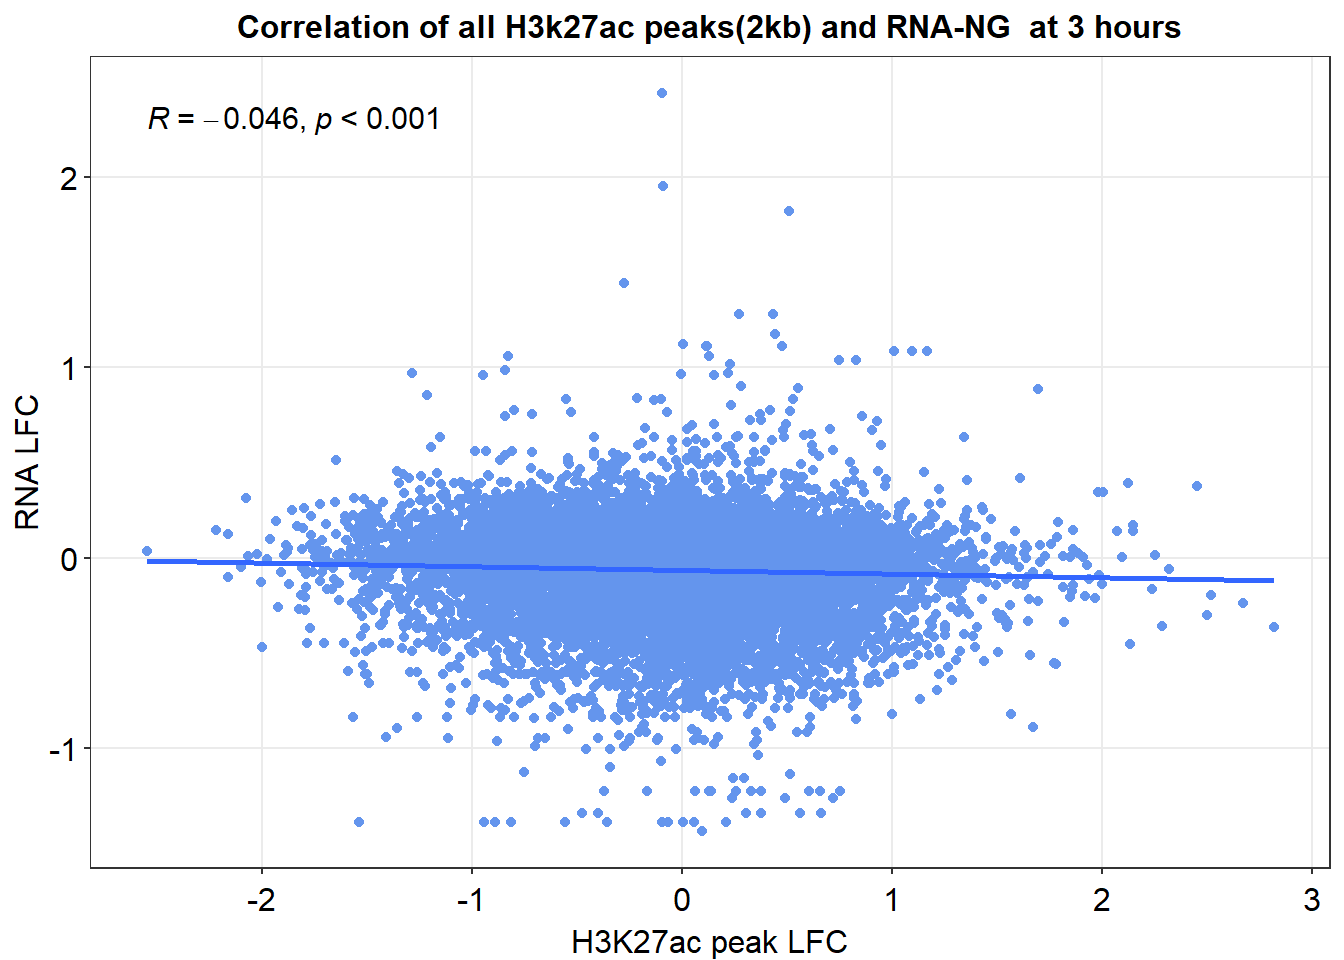 Correlation of all H3k27ac peaks(2kb) and RNA-NG  at 3 hours
R = −0.046, p < 0.001
2
1
0
-1
RNA LFC
-2 -1 0 1 2 3
H3K27ac peak LFC